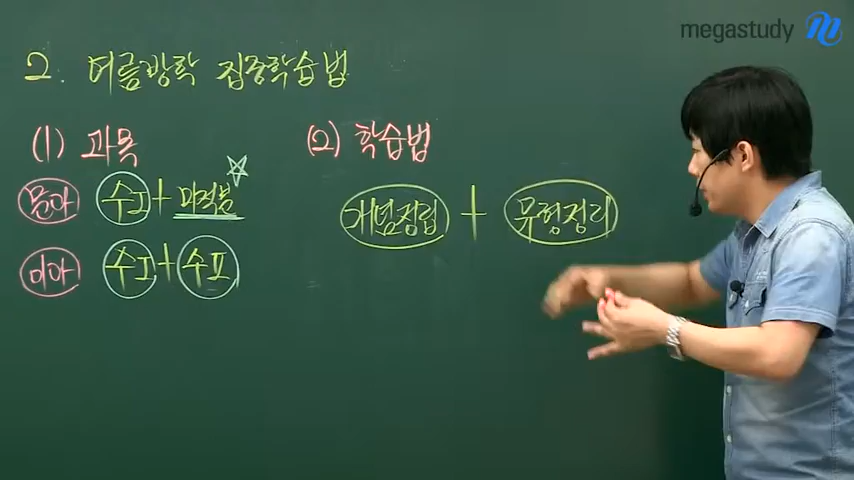 megastudy
2. 여름방학 집중학습법
(1) 과목
문과 수I + 미적분 ☆
이과 수I + 수II
(2) 학습법
개념정립 + 유형정리